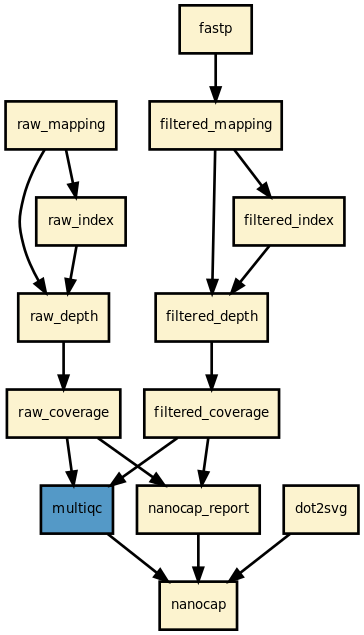 fastp
raw_mapping
filtered_mapping
raw_index
filtered_index
raw_depth
filtered_depth
raw_coverage
filtered_coverage
multiqc
nanocap_report
dot2svg
nanocap